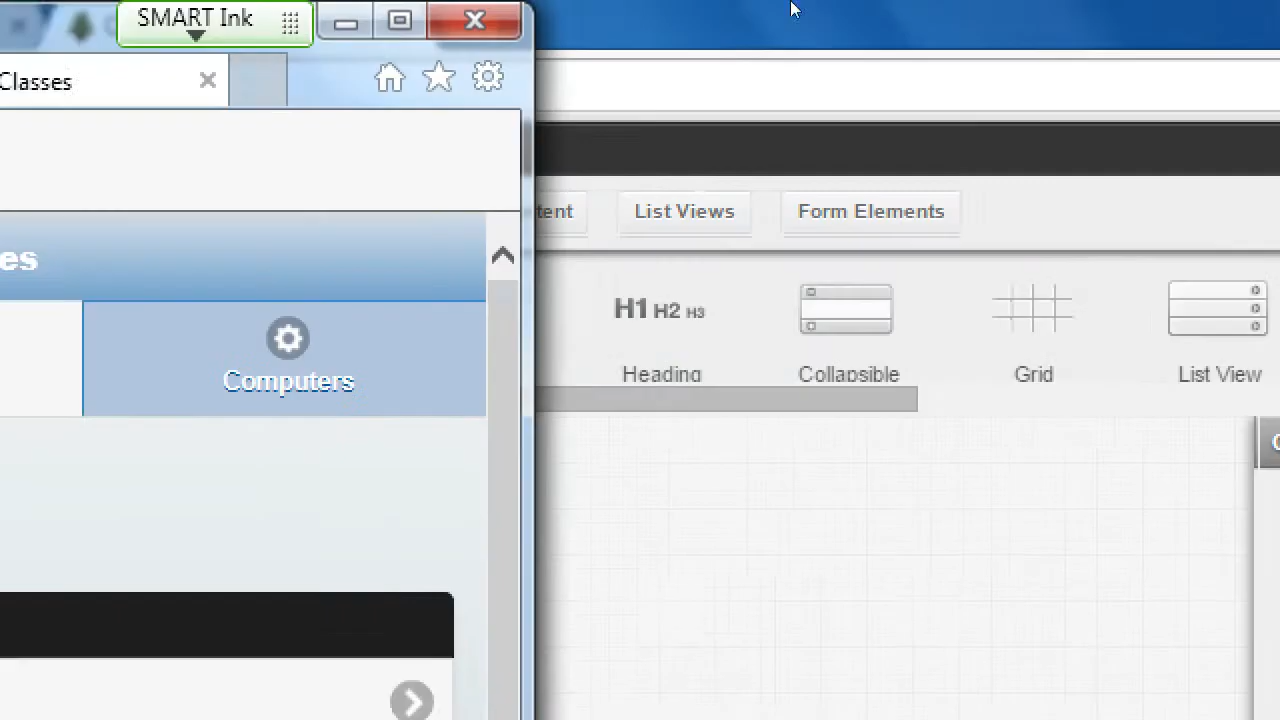 SMART Ink
Classes
tent
List Views
Form Elements
es
H1 H2 H3
Computers
Heading
Collapsible
Grid
List View